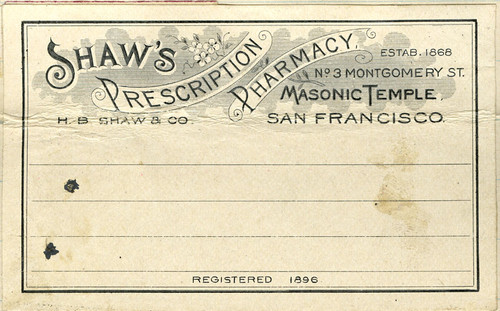 SHAW'S
PRESCRIPTION
PHARMACY,
ESTAB. 1868
No 3 MONTGOMERY ST.
MASONIC TEMPLE,
H. B. SHAW & CO.
SAN FRANCISCO.
REGISTERED 1896